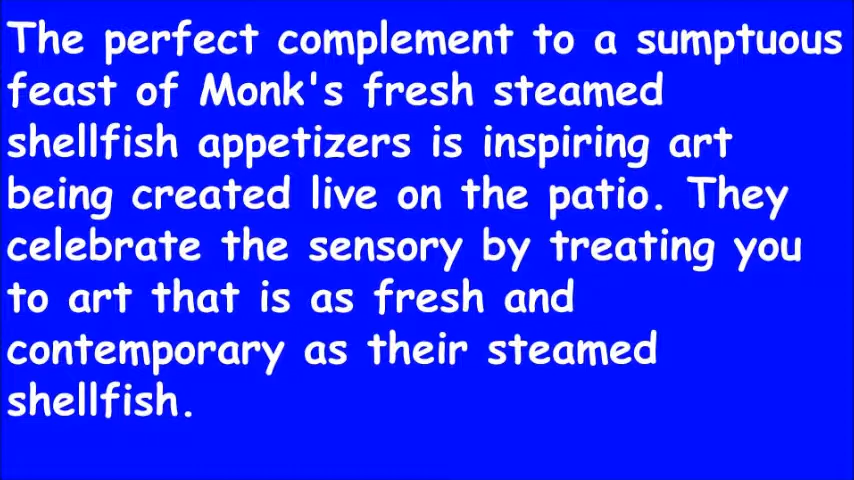 The perfect complement to a sumptuous
feast of Monk's fresh steamed
shellfish appetizers is inspiring art
being created live on the patio. They
celebrate the sensory by treating you
to art that is as fresh and
contemporary as their steamed
shellfish.